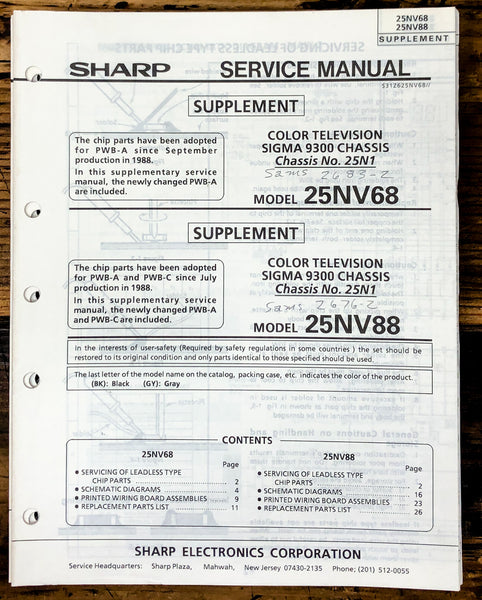 25NV68
25NV88
SUPPLEMENT
SHARP SERVICE MANUAL
S31Z625NV68//
SERVICING OF LEADLESS TYPE CHIP PARTS
SUPPLEMENT
The chip parts have been adopted
for PWB-A since September
production in 1988.
In this supplementary service
manual, the newly changed PWB-A
are included.
COLOR TELEVISION
SIGMA 9300 CHASSIS
Chassis No. 25N1
Sams 2683-2
MODEL 25NV68
SUPPLEMENT
The chip parts have been adopted
for PWB-A and PWB-C since July
production in 1988.
In this supplementary service
manual, the newly changed PWB-A
and PWB-C are included.
COLOR TELEVISION
SIGMA 9300 CHASSIS
Chassis No. 25N1
Sams 2676-2
MODEL 25NV88
In the interests of user-safety (Required by safety regulations in some countries ) the set should be
restored to its original condition and only parts identical to those specified should be used.
The last letter of the model name on the catalog, packing case, etc. indicates the color of the product.
(BK): Black (GY): Gray
CONTENTS
25NV68
Page
● SERVICING OF LEADLESS TYPE
CHIP PARTS 2
● SCHEMATIC DIAGRAMS 4
● PRINTED WIRING BOARD ASSEMBLIES 9
● REPLACEMENT PARTS LIST 11
25NV88
Page
● SERVICING OF LEADLESS TYPE
CHIP PARTS 2
● SCHEMATIC DIAGRAMS 16
● PRINTED WIRING BOARD ASSEMBLIES 23
● REPLACEMENT PARTS LIST 26
SHARP ELECTRONICS CORPORATION
Service Headquarters: Sharp Plaza, Mahwah, New Jersey 07430-2135 Phone; (201) 512-0055